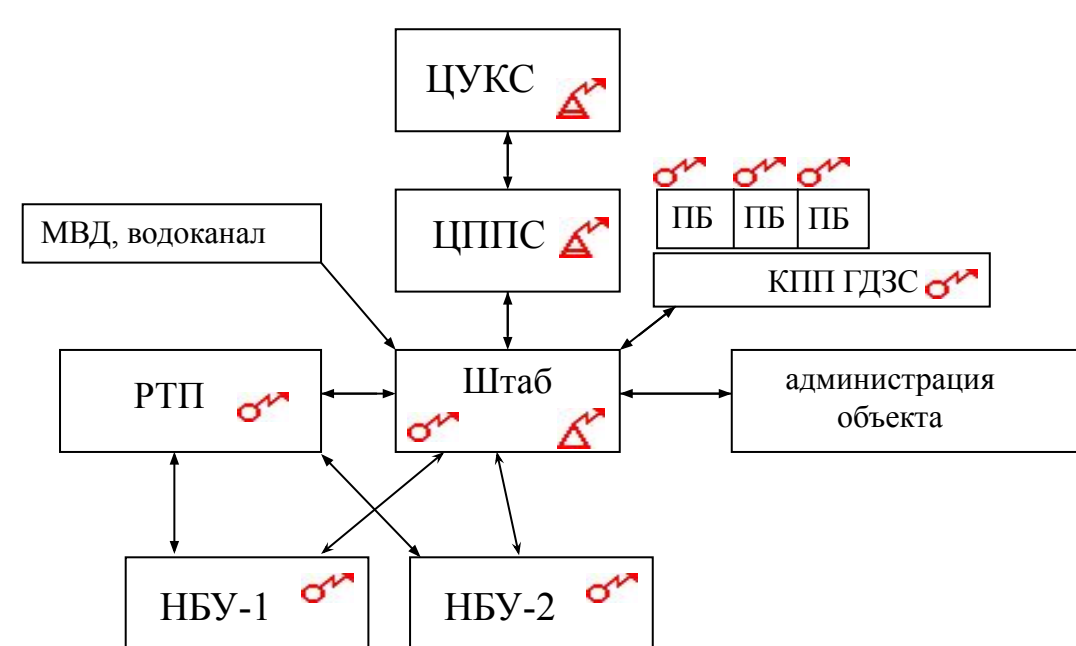 ЦУКС
ПБ ПБ ПБ
МВД, водоканал
ЦППС
КПП ГДЗС
РТП
Штаб
администрация
объекта
НБУ-1
НБУ-2